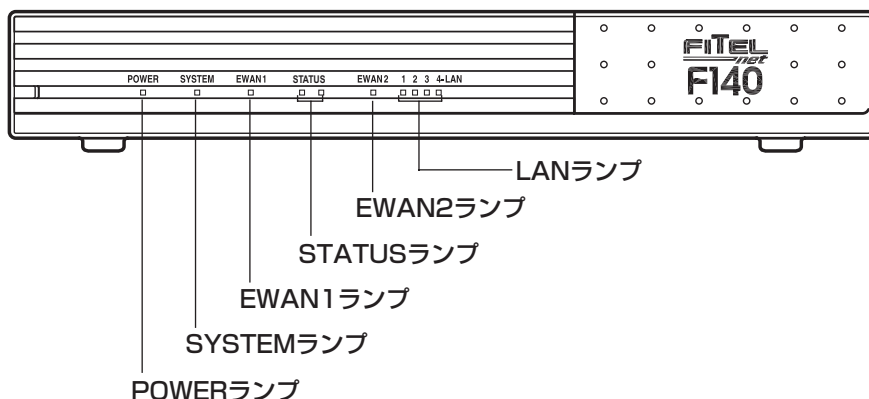 FITEL
net
F140
POWER SYSTEM EWAN1 STATUS EWAN2 1 2 3 4-LAN
LANランプ
EWAN2ランプ
STATUSランプ
EWAN1ランプ
SYSTEMランプ
POWERランプ